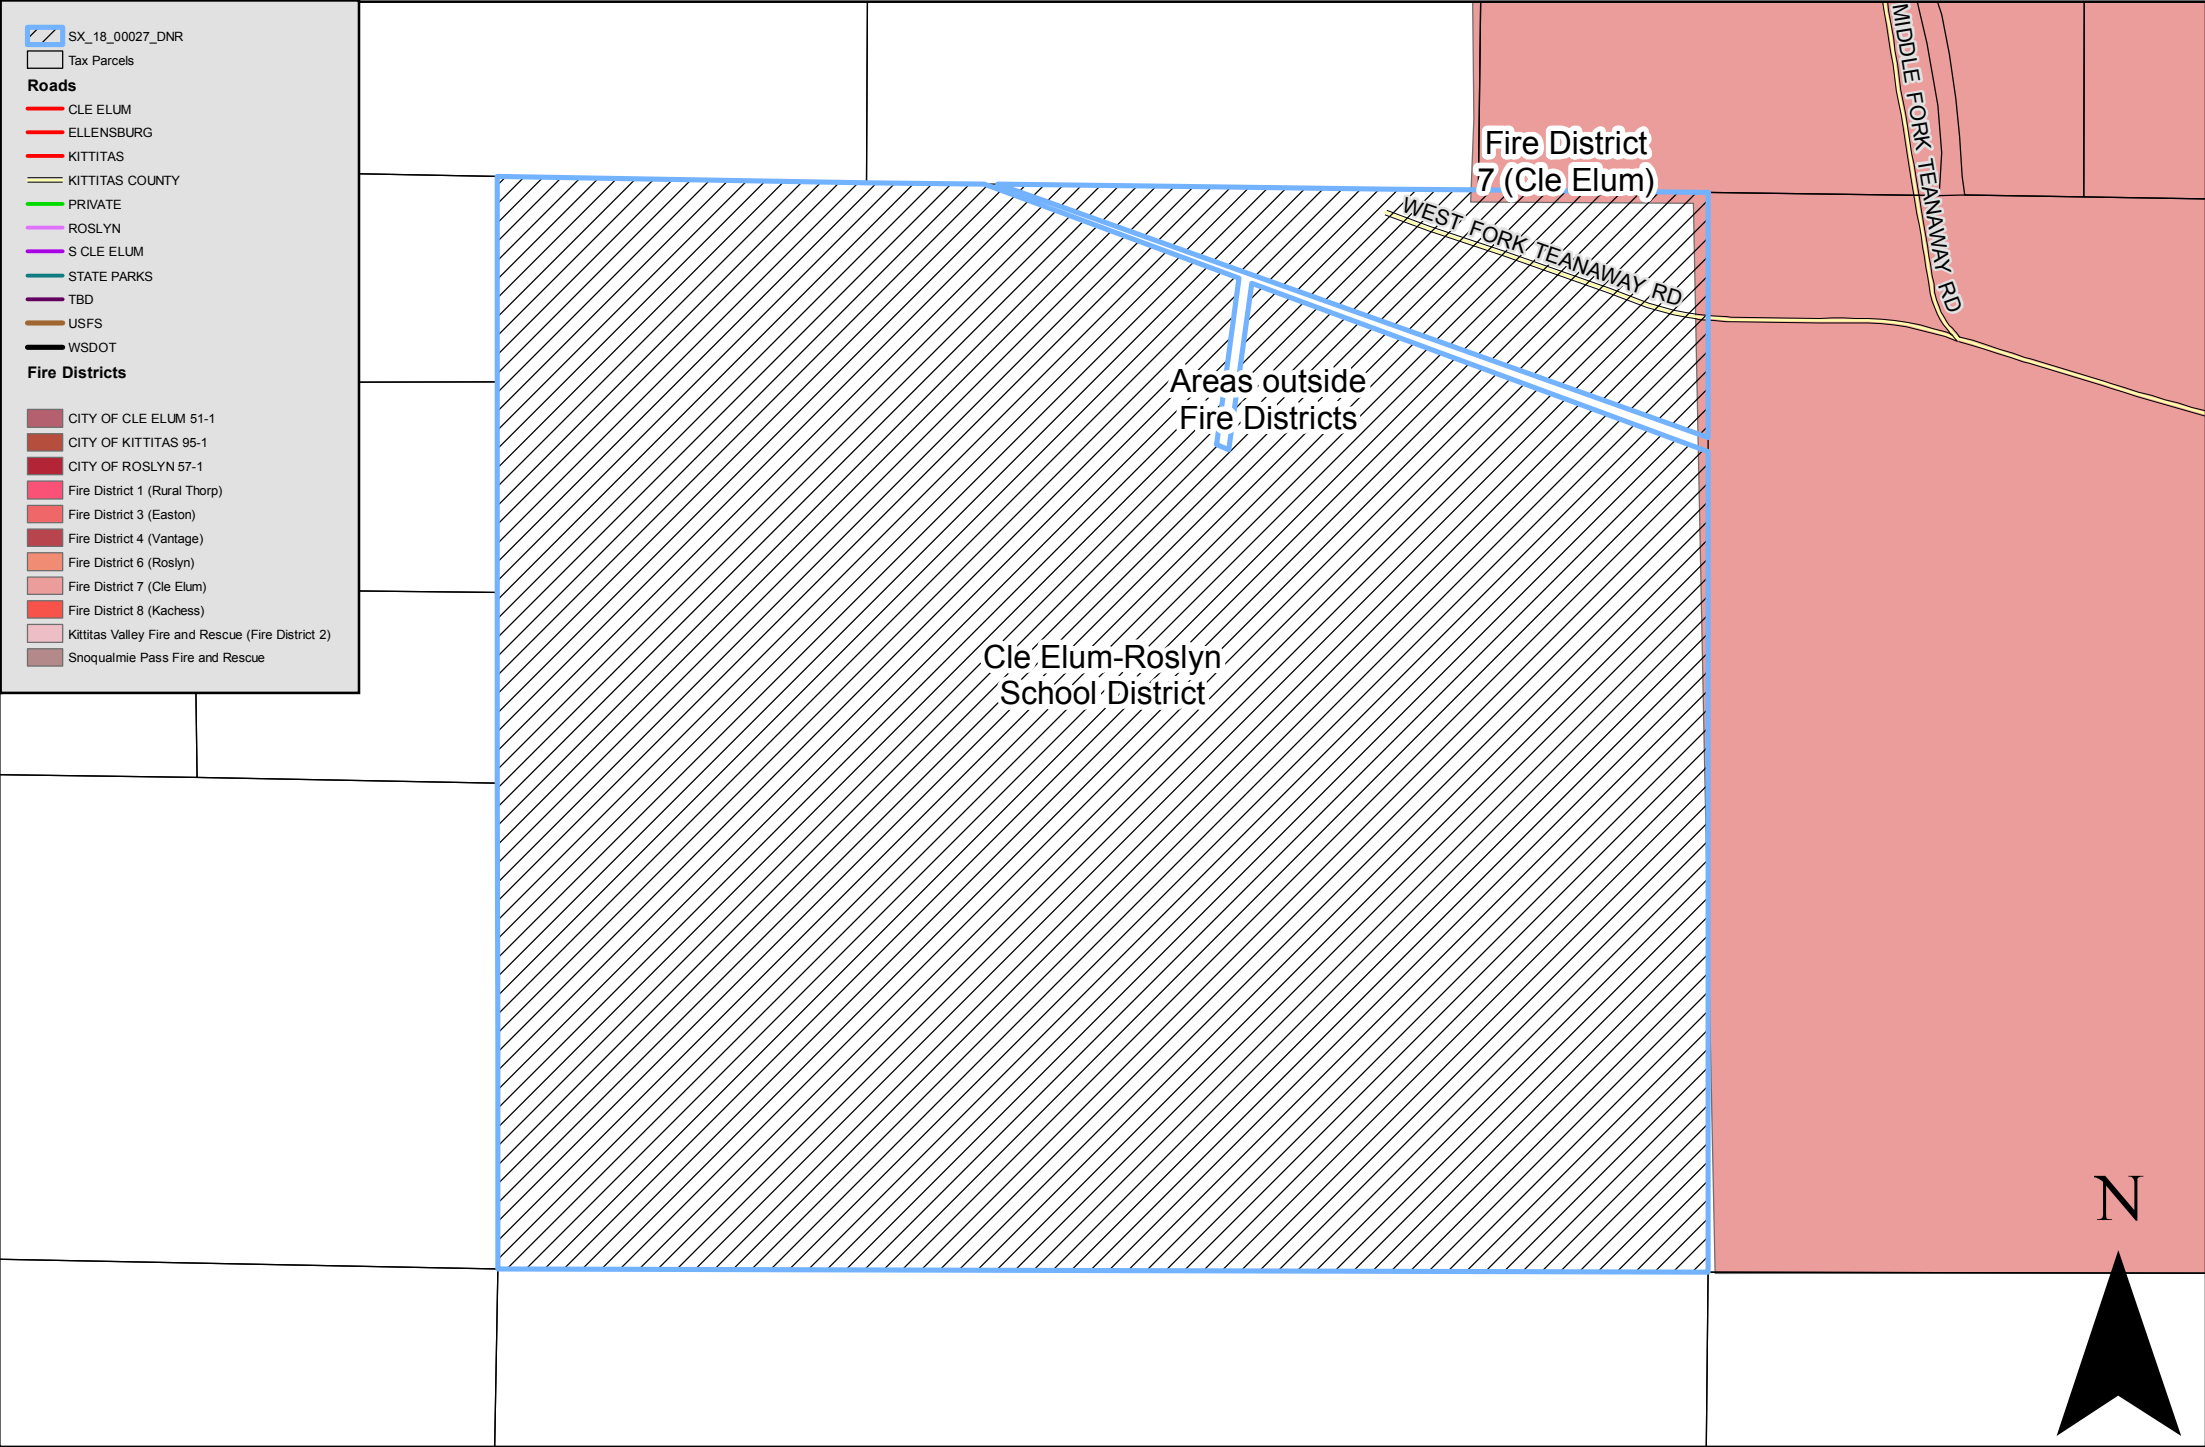 SX_18_00027_DNR
Tax Parcels
Roads
CLE ELUM
ELLENSBURG
KITTITAS
KITTITAS COUNTY
PRIVATE
ROSLYN
S CLE ELUM
STATE PARKS
TBD
USFS
WSDOT
Fire Districts
CITY OF CLE ELUM 51-1
CITY OF KITTITAS 95-1
CITY OF ROSLYN 57-1
Fire District 1 (Rural Thorp)
Fire District 3 (Easton)
Fire District 4 (Vantage)
Fire District 6 (Roslyn)
Fire District 7 (Cle Elum)
Fire District 8 (Kachess)
Kittitas Valley Fire and Rescue (Fire District 2)
Snoqualmie Pass Fire and Rescue
Fire District
7 (Cle Elum)
MIDDLE FORK TEANAWAY RD
WEST FORK TEANAWAY RD
Areas outside
Fire Districts
Cle Elum-Roslyn
School District
N